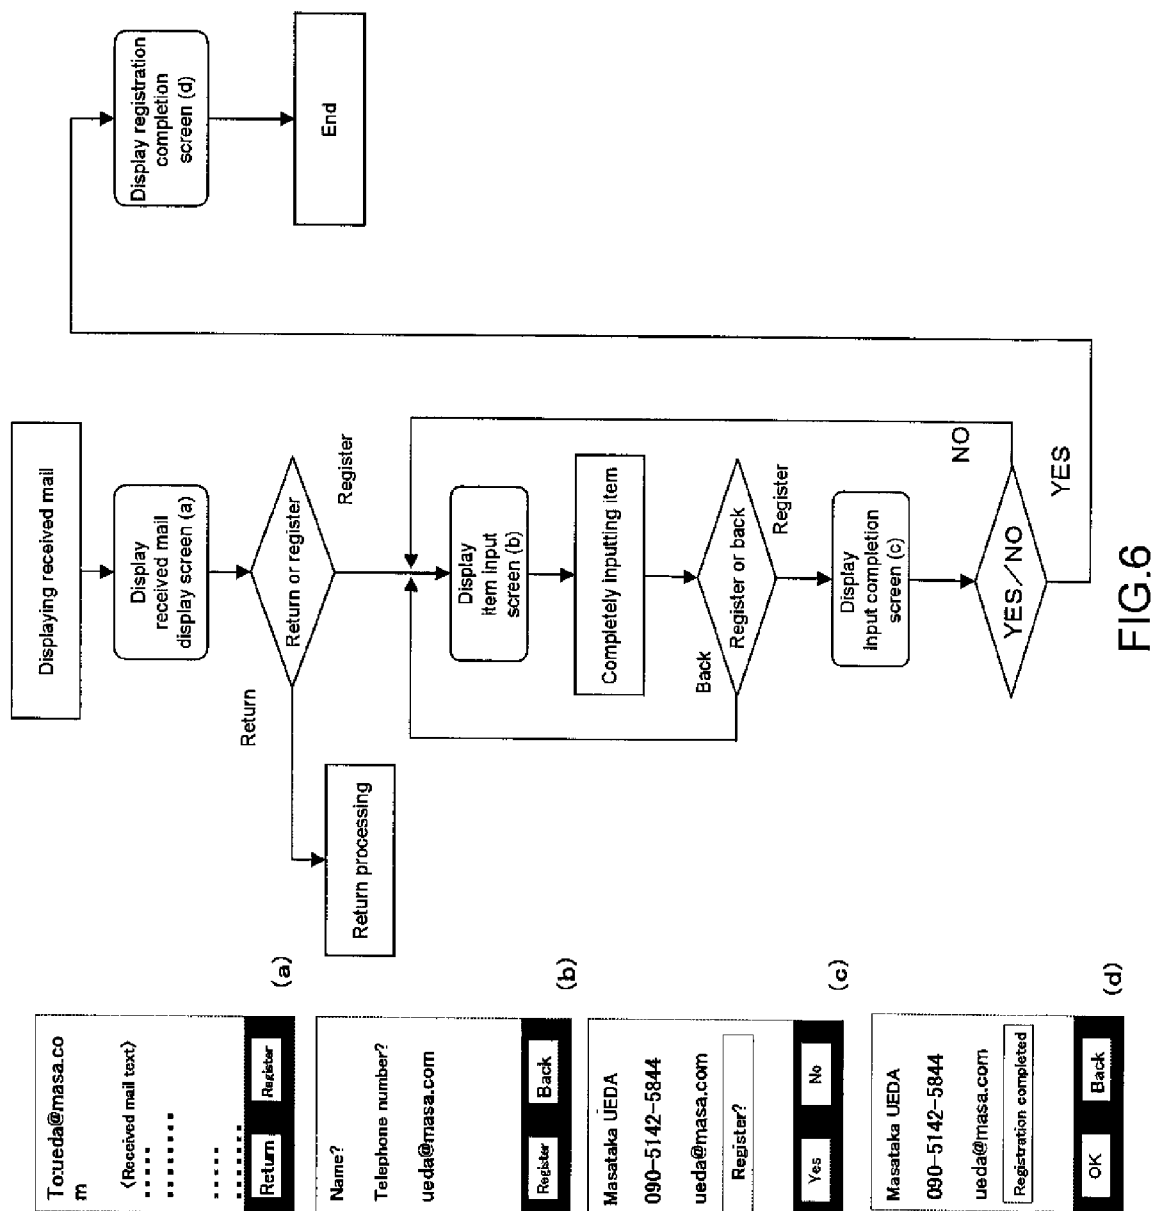 To:ueda@masa.co
m
〈Received mail text〉
Return
Register
(a)
Name?
Telephone number?
ueda@masa.com
Register
Back
(b)
Masataka UEDA
090-5142-5844
ueda@masa.com
Register?
Yes
No
(c)
Masataka UEDA
090-5142-5844
ueda@masa.com
Registration completed
OK
Back
(d)
Displaying received mail
Display
received mail
display screen (a)
Return or register
Return
Register
Return processing
Display
item input
screen (b)
Completely inputting item
Register or back
Back
Register
Display
input completion
screen (c)
YES/NO
NO
YES
Display registration
completion
screen (d)
End
FIG.6